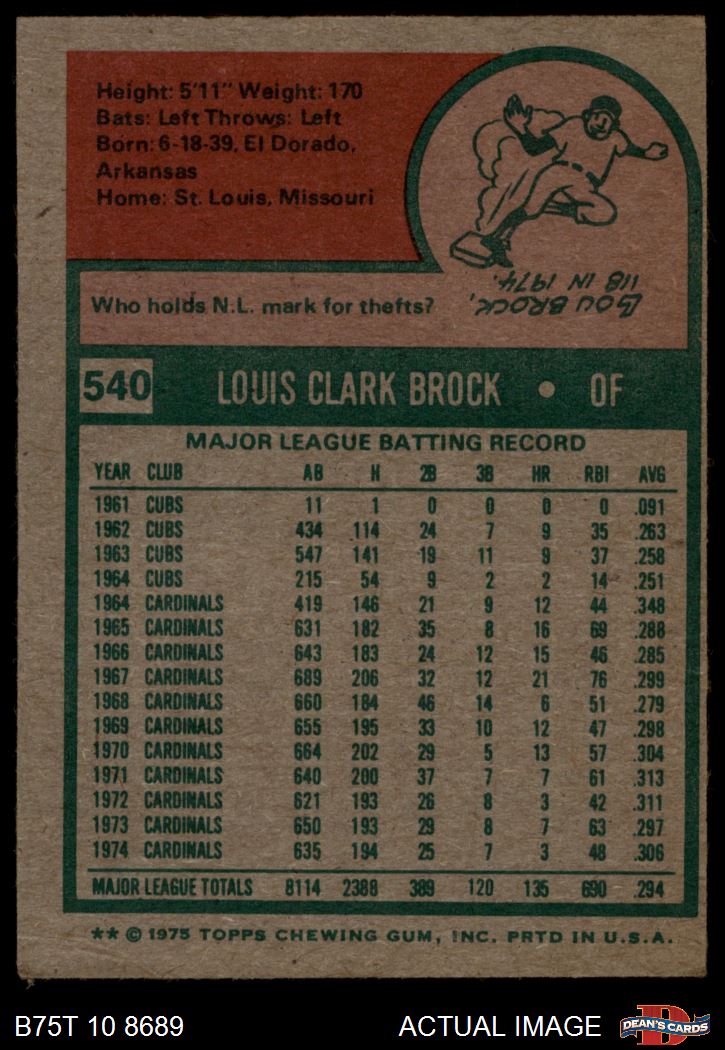 Height: 5'11" Weight: 170
Bats: Left Throws: Left
Born: 6-18-39, El Dorado,
Arkansas
Home: St. Louis, Missouri
Who holds N.L. mark for thefts?
LOU BROCK,
118 IN 1974.
540 LOUIS CLARK BROCK • OF
MAJOR LEAGUE BATTING RECORD
YEAR CLUB AB H 2B 3B HR RBI AVG
1961 CUBS 11 1 0 0 0 0 .091
1962 CUBS 434 114 24 7 9 35 .263
1963 CUBS 547 141 19 11 9 37 .258
1964 CUBS 215 54 9 2 2 14 .251
1964 CARDINALS 419 146 21 9 12 44 .348
1965 CARDINALS 631 182 35 8 16 69 .288
1966 CARDINALS 643 183 24 12 15 46 .285
1967 CARDINALS 689 206 32 12 21 76 .299
1968 CARDINALS 660 184 46 14 6 51 .279
1969 CARDINALS 655 195 33 10 12 47 .298
1970 CARDINALS 664 202 29 5 13 57 .304
1971 CARDINALS 640 200 37 7 7 61 .313
1972 CARDINALS 621 193 26 8 3 42 .311
1973 CARDINALS 650 193 29 8 7 63 .297
1974 CARDINALS 635 194 25 7 3 48 .306
MAJOR LEAGUE TOTALS 8114 2388 389 120 135 690 .294
** © 1975 TOPPS CHEWING GUM, INC. PRTD IN U.S.A.
B75T 10 8689 ACTUAL IMAGE D DEAN'S CARDS